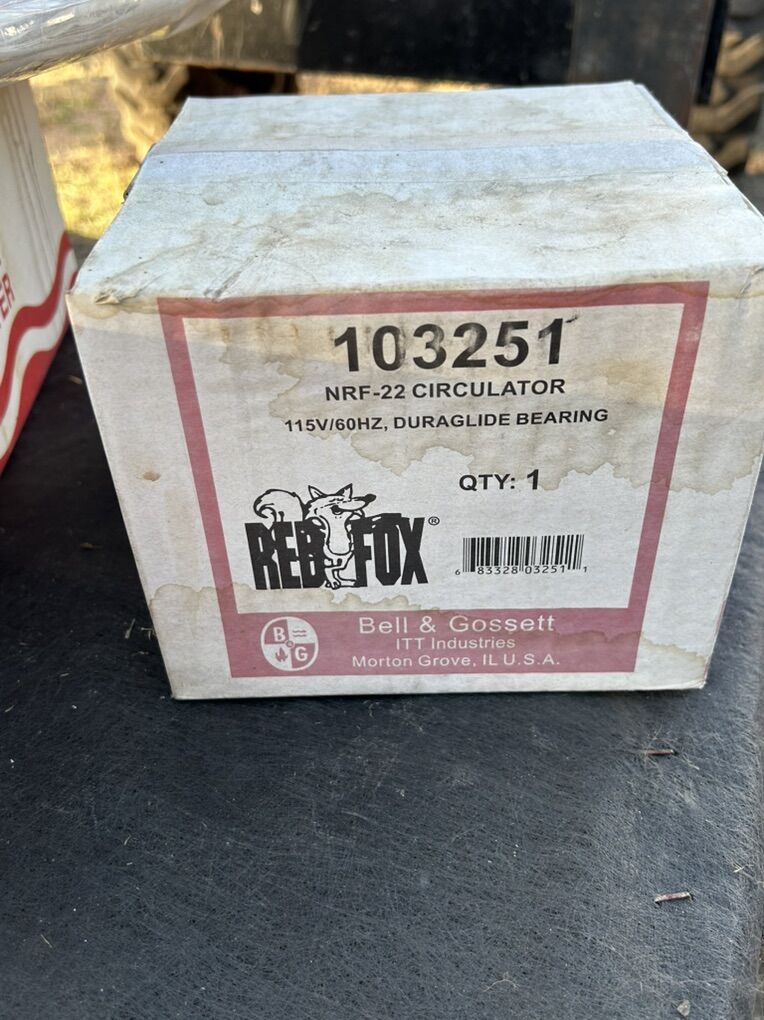 103251
NRF-22 CIRCULATOR
115V/60HZ, DURAGLIDE BEARING
QTY: 1
RED FOX®
6 83328 03251 1
B&G
Bell & Gossett
ITT Industries
Morton Grove, IL U.S.A.
ER